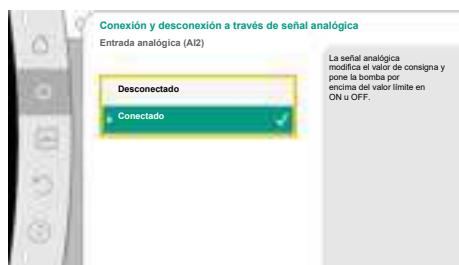 Conexión y desconexión a través de señal analógica
Entrada analógica (AI2)
Desconectado
Conectado
La señal analógica
modifica el valor de consigna y
pone la bomba por
encima del valor límite en
ON u OFF.